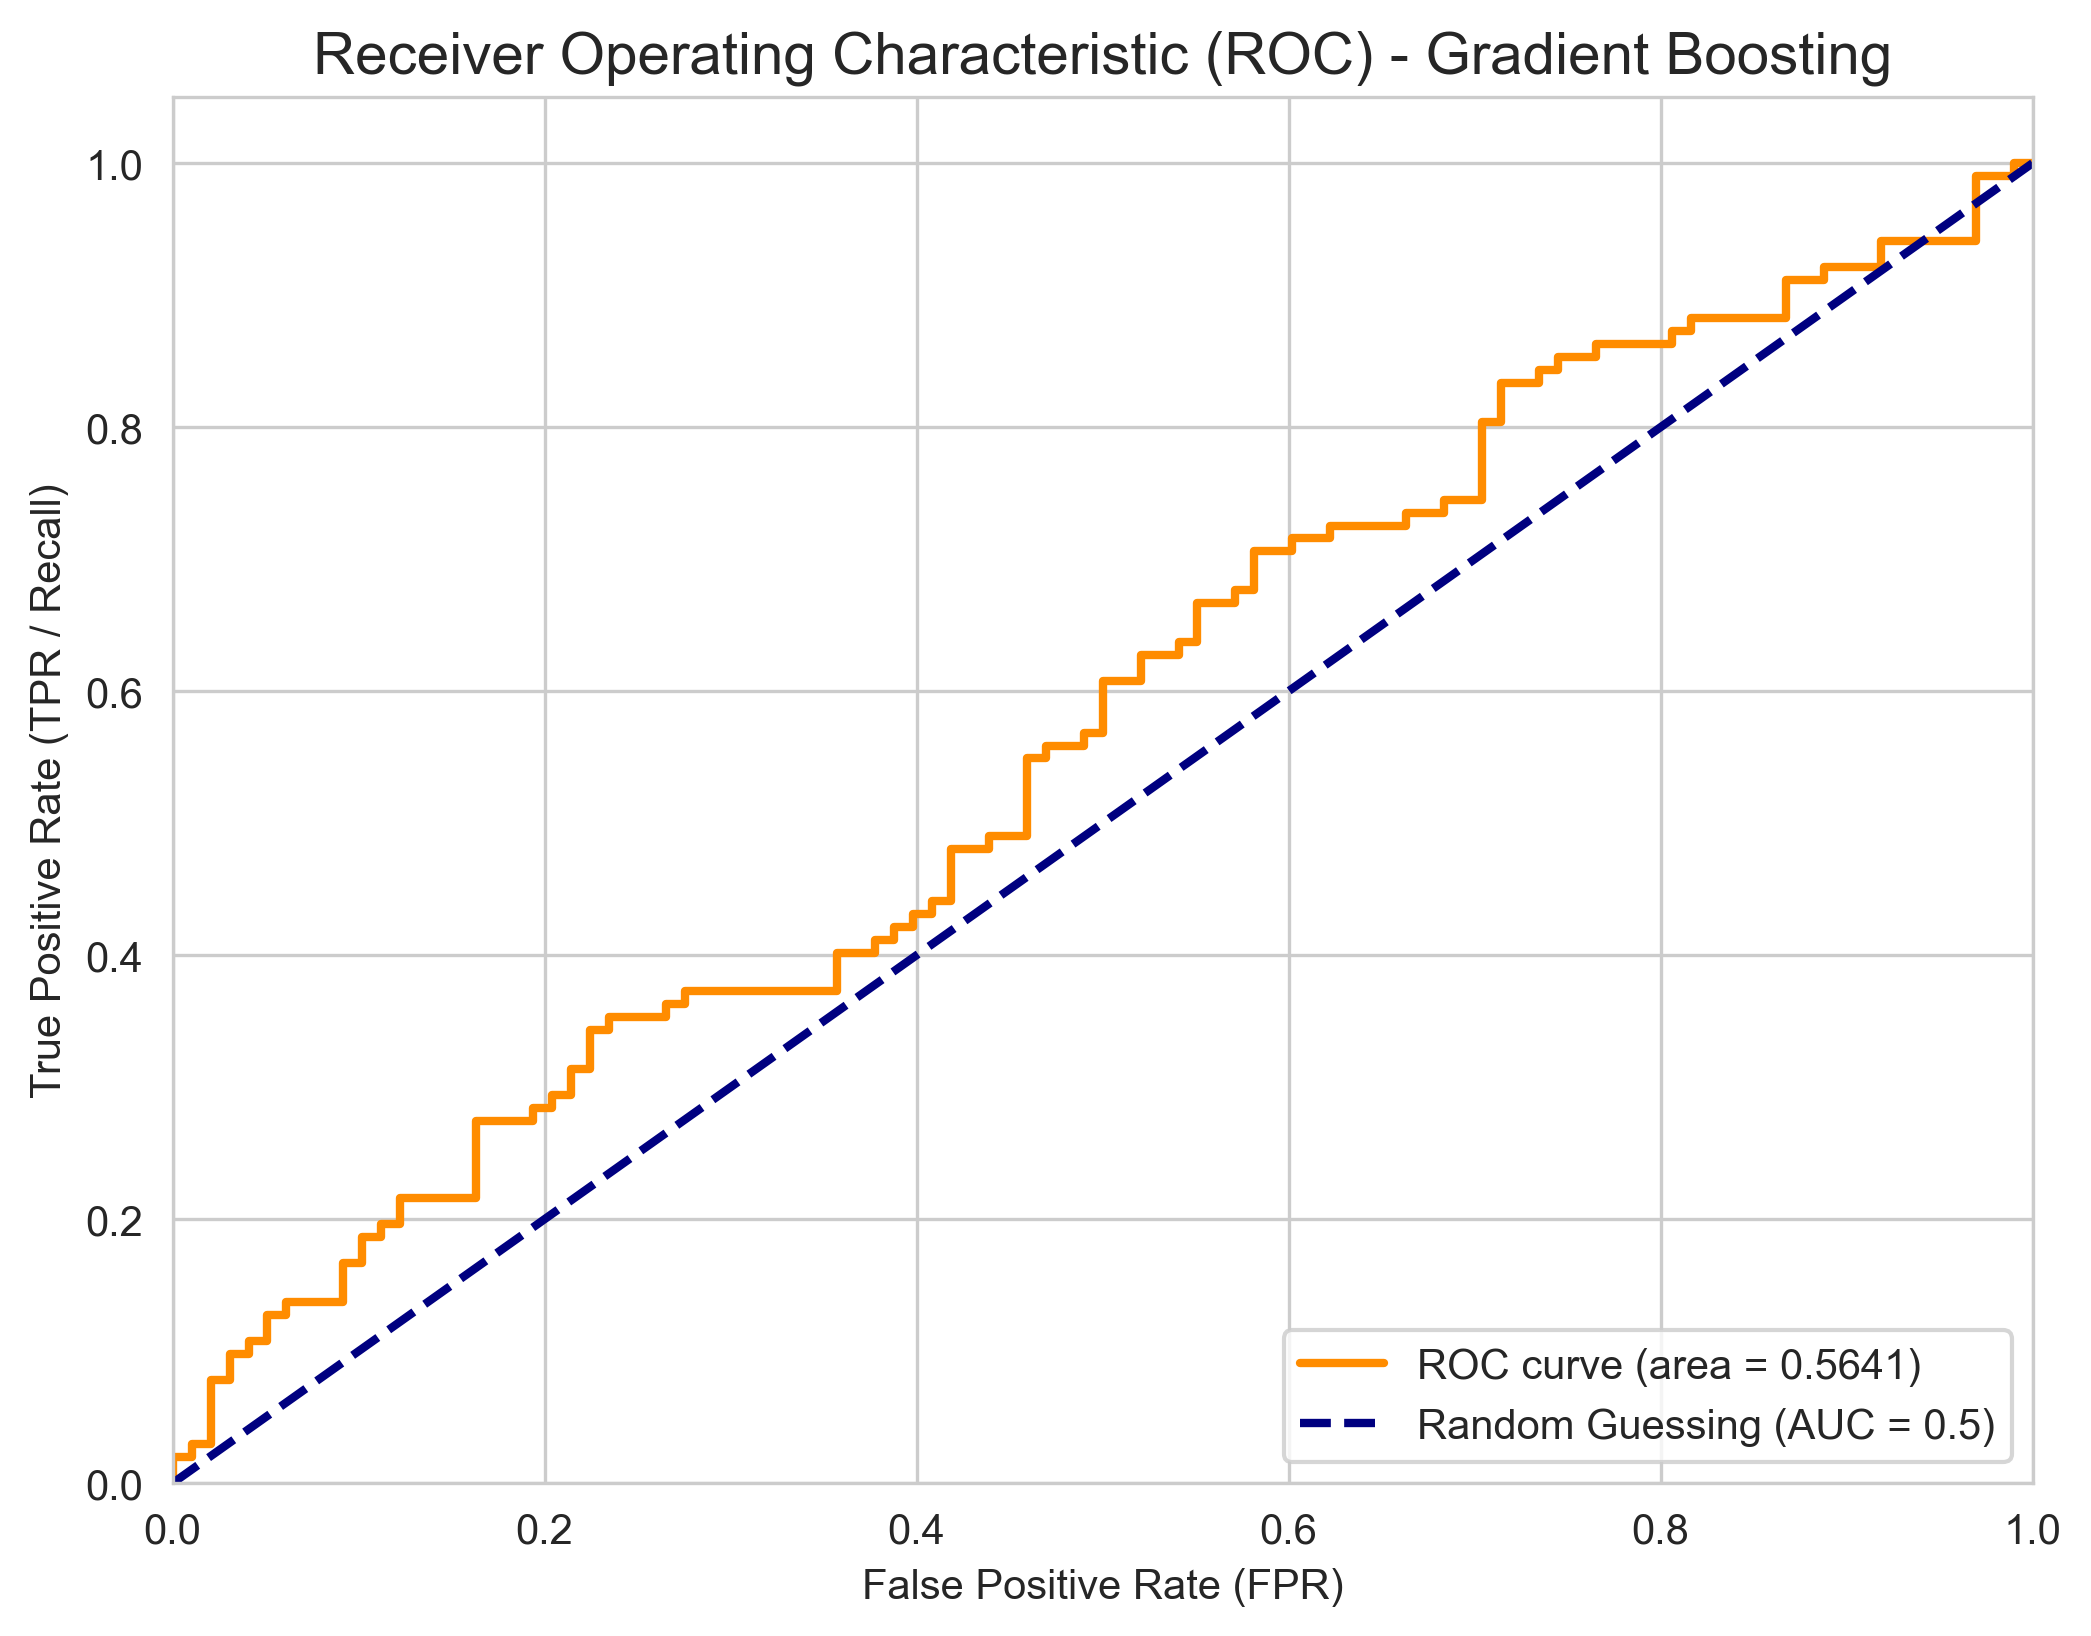 Receiver Operating Characteristic (ROC) - Gradient Boosting
True Positive Rate (TPR / Recall)
1.0
0.8
0.6
0.4
0.2
0.0
0.0 0.2 0.4 0.6 0.8 1.0
False Positive Rate (FPR)
ROC curve (area = 0.5641)
Random Guessing (AUC = 0.5)